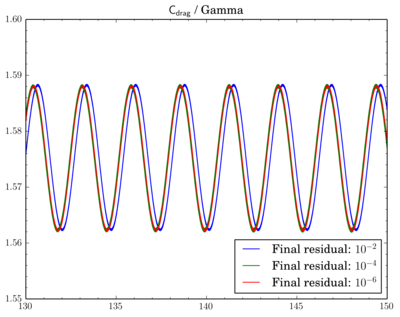 C_drag / Gamma
1.60
1.59
1.58
1.57
1.56
1.55
130
135
140
145
150
Final residual: 10^−2
Final residual: 10^−4
Final residual: 10^−6